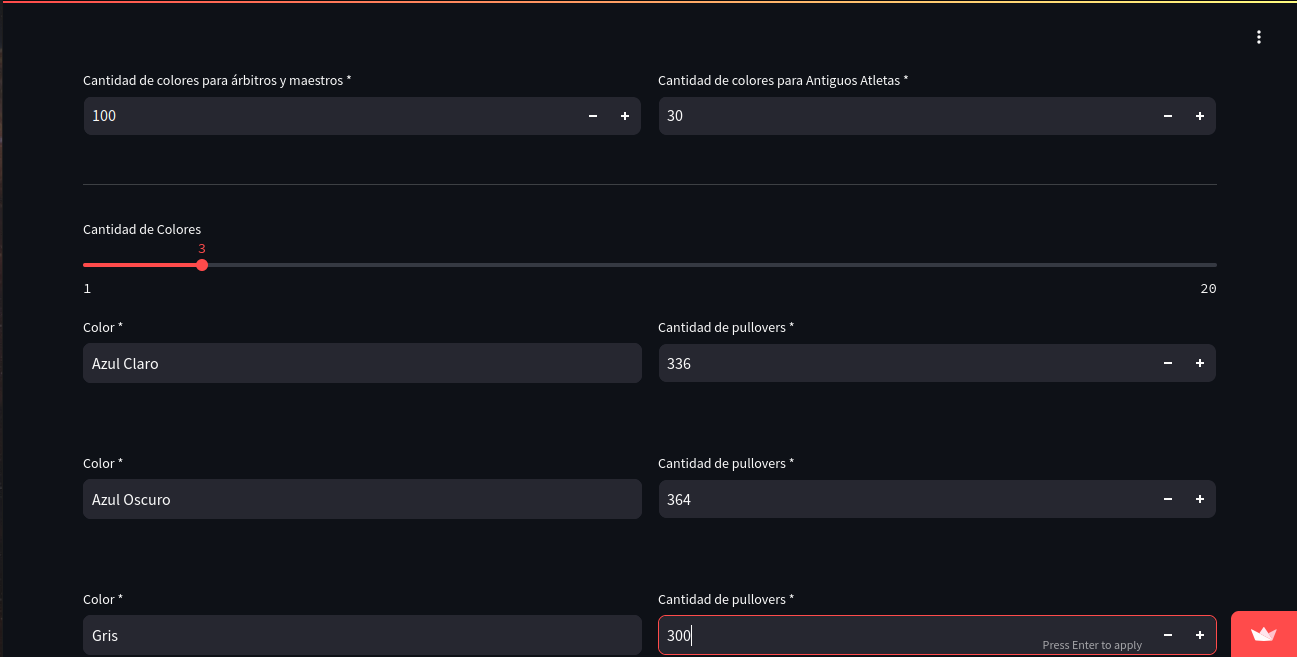 Cantidad de colores para árbitros y maestros * Cantidad de colores para Antiguos Atletas *
100 30
Cantidad de Colores
3
1 20
Color * Cantidad de pullovers *
Azul Claro 336
Color * Cantidad de pullovers *
Azul Oscuro 364
Color * Cantidad de pullovers *
Gris 300
Press Enter to apply